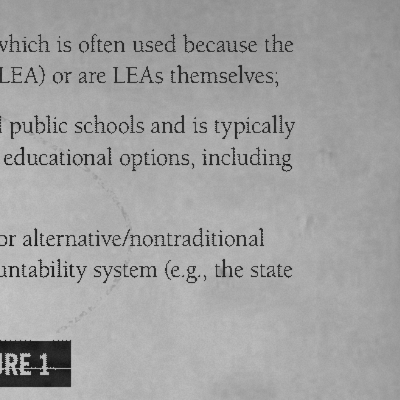 which is often used because the
LEA) or are LEAs themselves;
public schools and is typically
educational options, including
or alternative/nontraditional
untability system (e.g., the state
URE 1